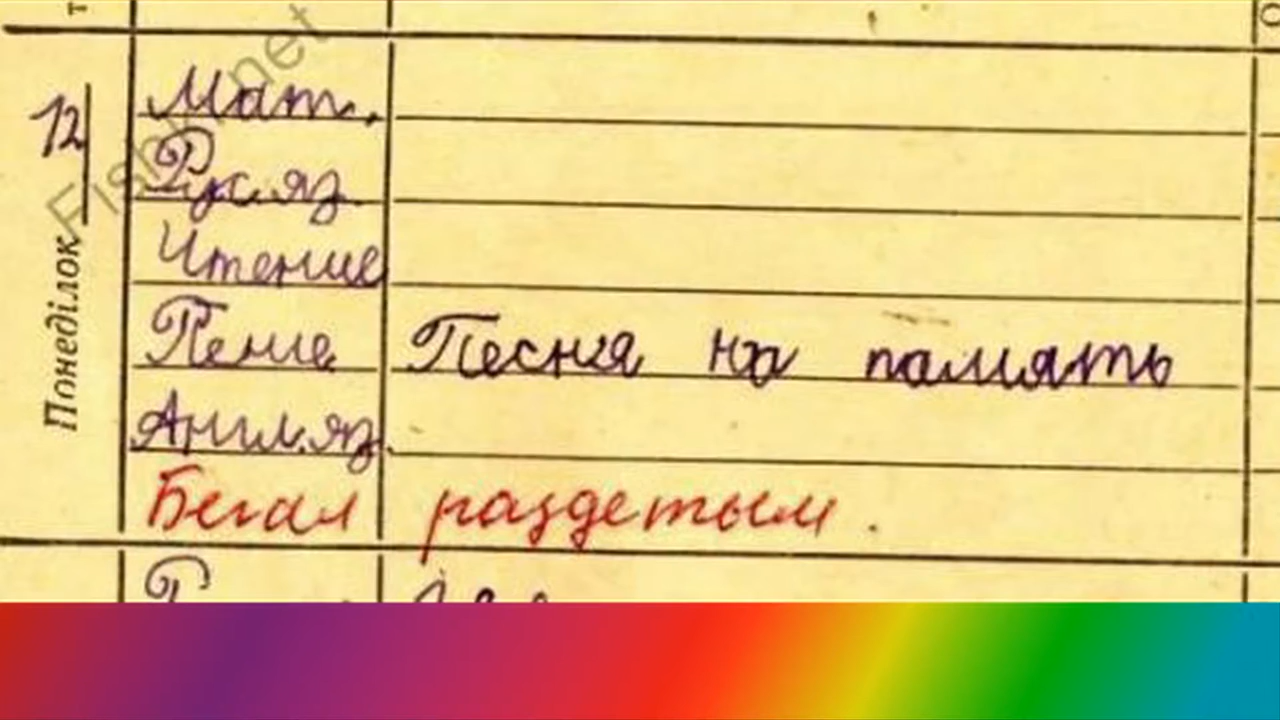 12
Понеділок
Мат.
Рус.яз.
Чтение
Пение Песня на память
Англ.яз.
Бегал раздетым.